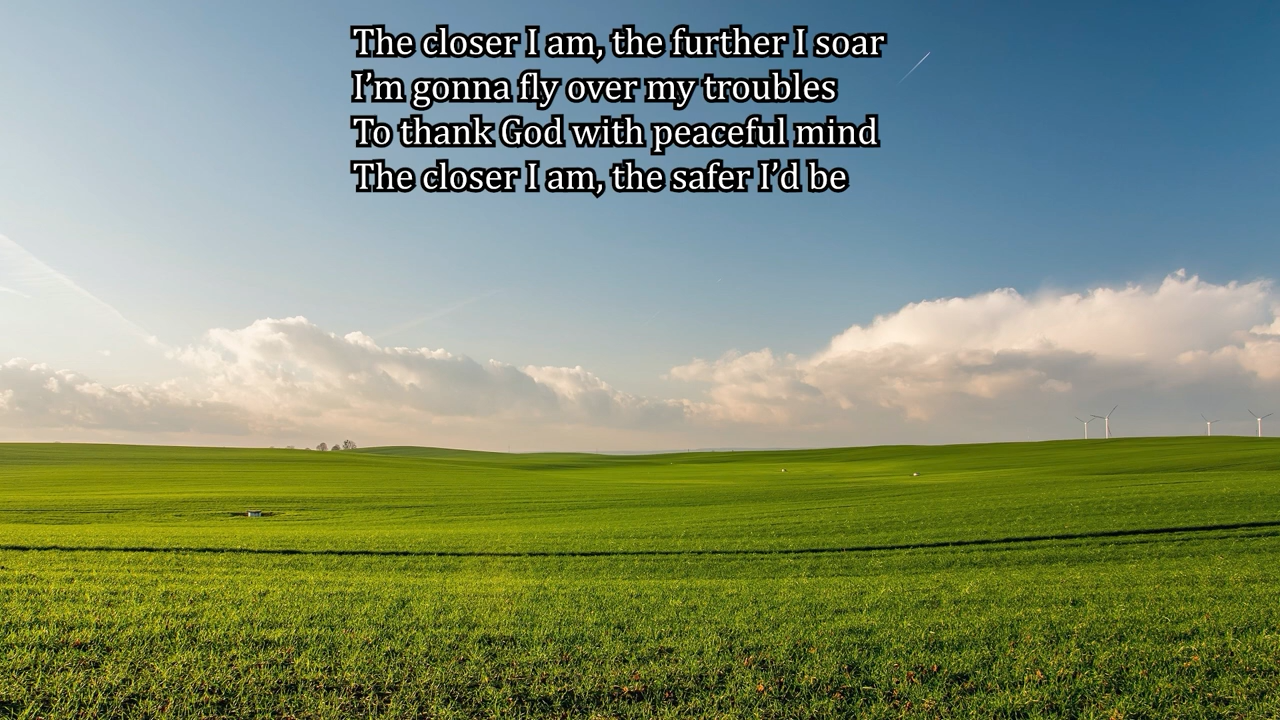 The closer I am, the further I soar
I’m gonna fly over my troubles
To thank God with peaceful mind
The closer I am, the safer I’d be